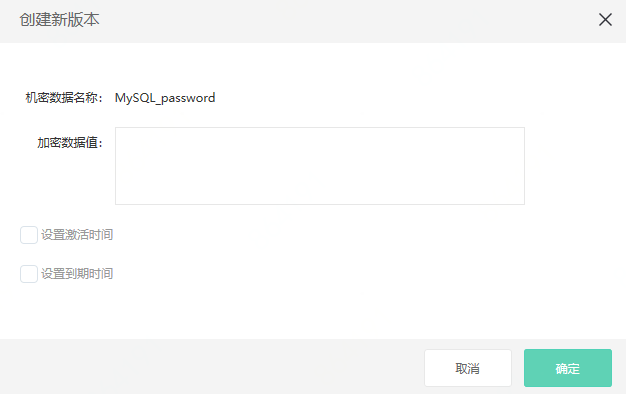 创建新版本
机密数据名称: MySQL_password
加密数据值:
设置激活时间
设置到期时间
取消 确定